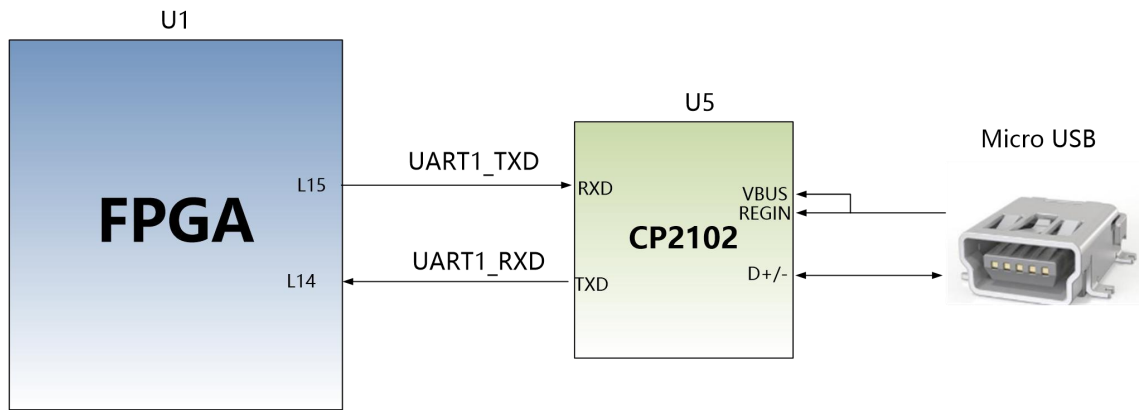 U1
U5
Micro USB
UART1_TXD
L15
RXD
VBUS
REGIN
FPGA
CP2102
UART1_RXD
D+/-
L14
TXD